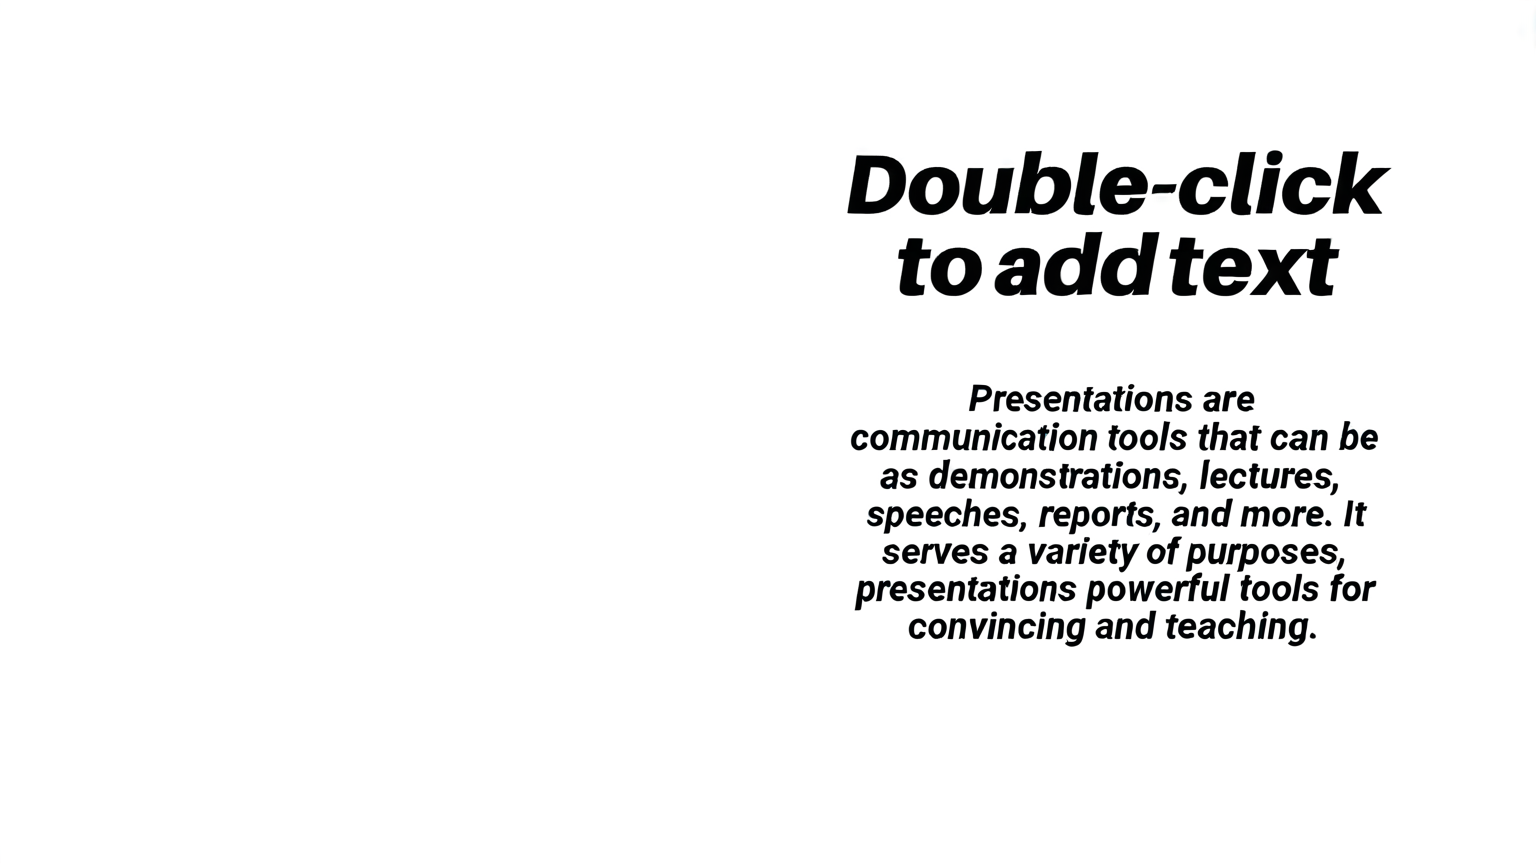 Double-click
to add text
Presentations are
communication tools that can be
as demonstrations, lectures,
speeches, reports, and more. It
serves a variety of purposes,
presentations powerful tools for
convincing and teaching.